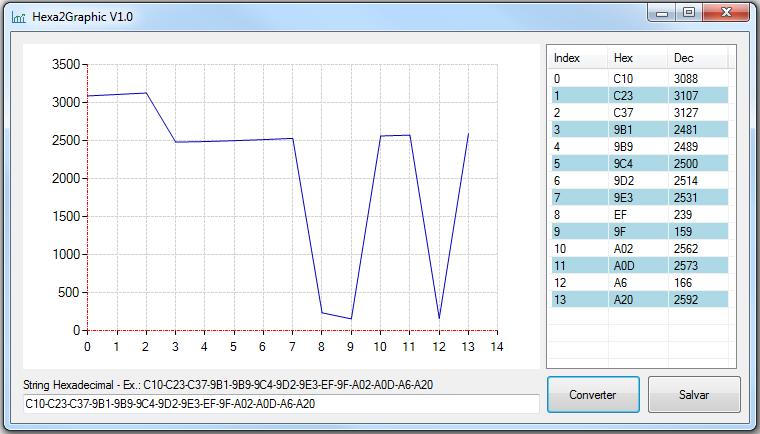 Hexa2Graphic V1.0
3500
3000
2500
2000
1500
1000
500
0
0 1 2 3 4 5 6 7 8 9 10 11 12 13 14
Index Hex Dec
0 C10 3088
1 C23 3107
2 C37 3127
3 9B1 2481
4 9B9 2489
5 9C4 2500
6 9D2 2514
7 9E3 2531
8 EF 239
9 9F 159
10 A02 2562
11 A0D 2573
12 A6 166
13 A20 2592
String Hexadecimal - Ex.: C10-C23-C37-9B1-9B9-9C4-9D2-9E3-EF-9F-A02-A0D-A6-A20
C10-C23-C37-9B1-9B9-9C4-9D2-9E3-EF-9F-A02-A0D-A6-A20
Converter
Salvar